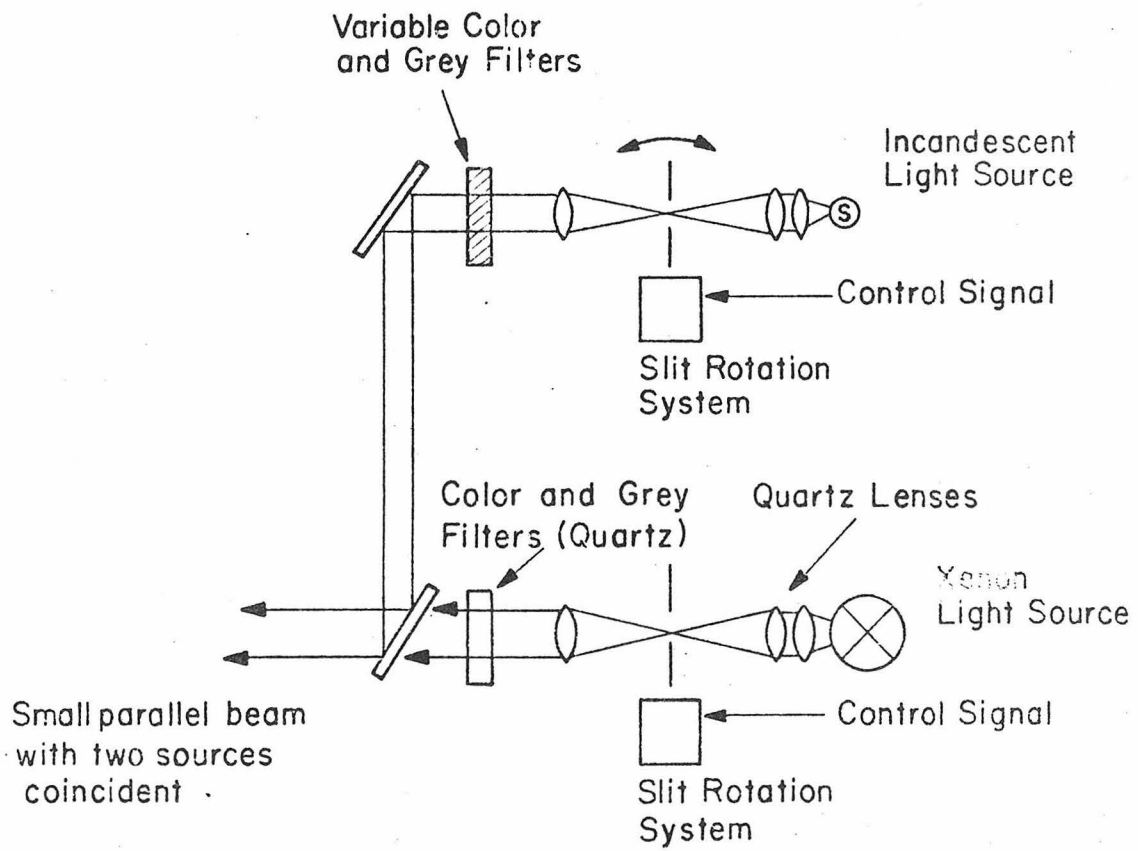 Variable Color
and Grey Filters
Incandescent
Light Source
S
Control Signal
Slit Rotation
System
Color and Grey
Filters (Quartz)
Quartz Lenses
Xenon
Light Source
Small parallel beam
with two sources
coincident
Control Signal
Slit Rotation
System